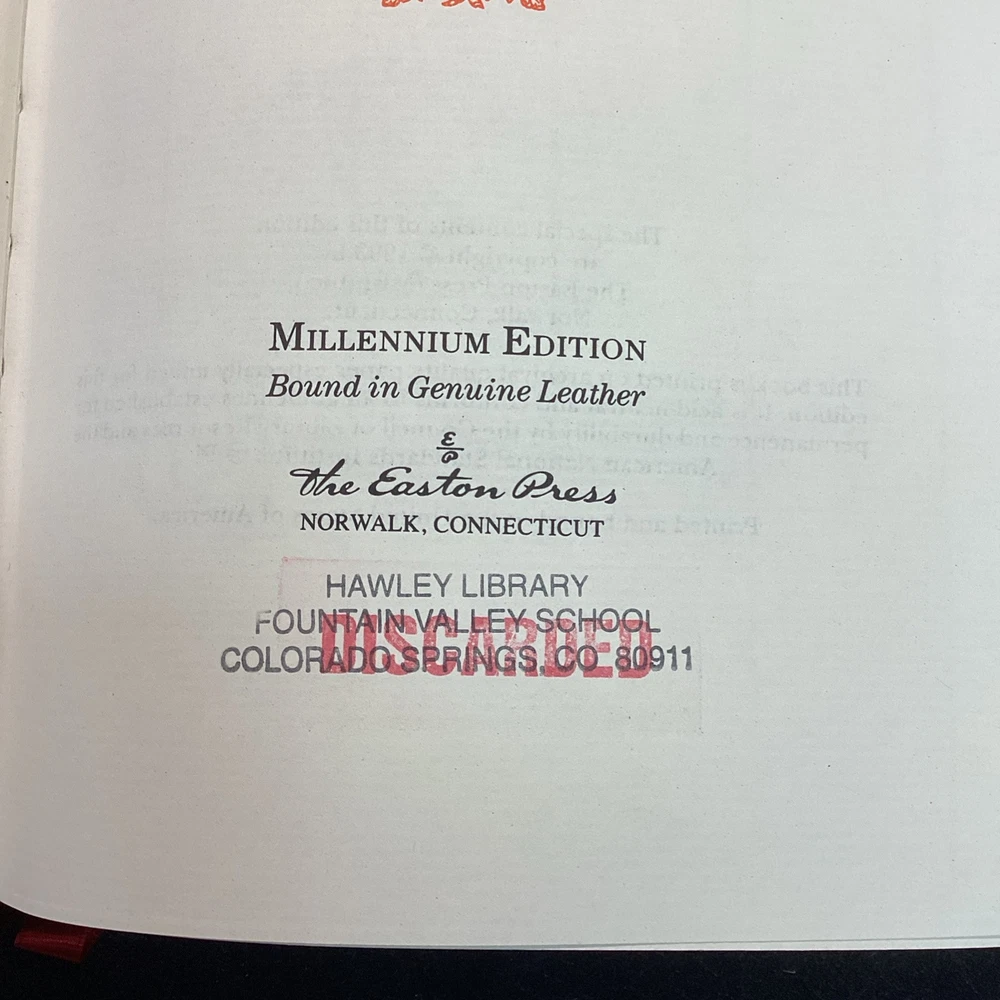 MILLENNIUM EDITION
Bound in Genuine Leather
The Easton Press
NORWALK, CONNECTICUT
HAWLEY LIBRARY
FOUNTAIN VALLEY SCHOOL
DISCARDED
COLORADO SPRINGS, CO 80911